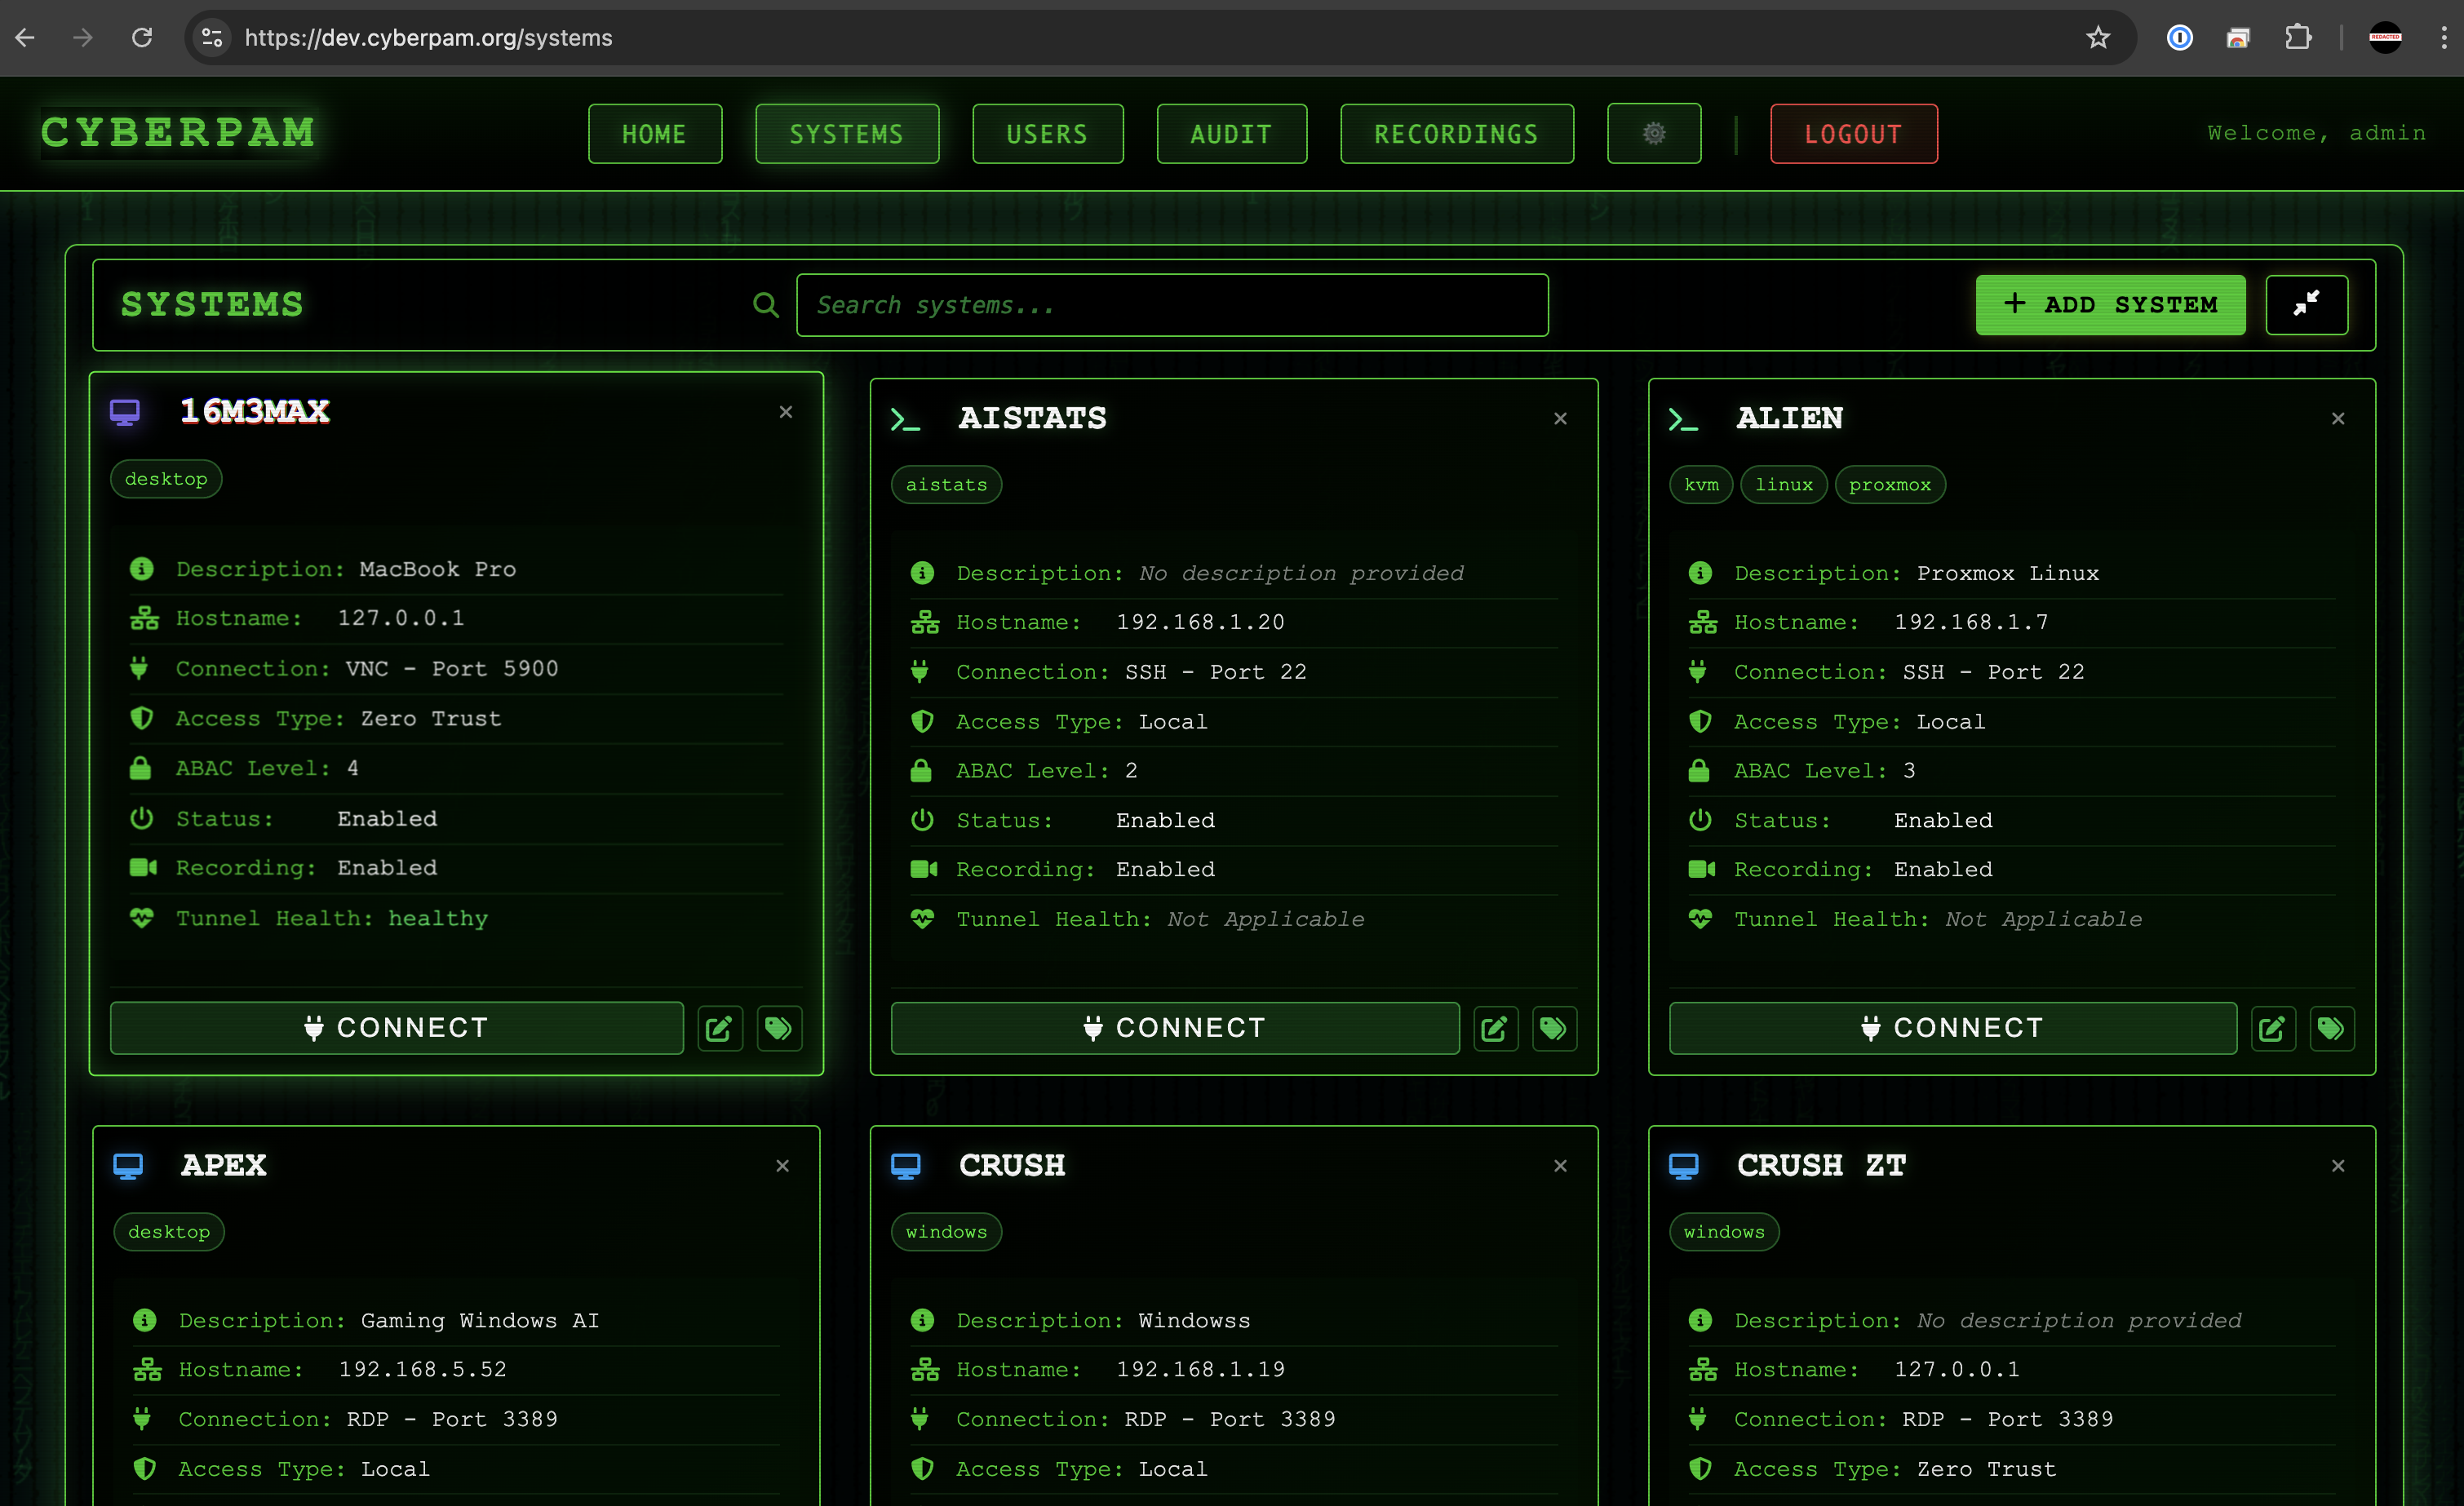 https://dev.cyberpam.org/systems
REDACTED
CYBERPAM
HOME
SYSTEMS
USERS
AUDIT
RECORDINGS
LOGOUT
Welcome, admin
SYSTEMS
Search systems...
+ ADD SYSTEM
16M3MAX
×
desktop
Description: MacBook Pro
Hostname: 127.0.0.1
Connection: VNC - Port 5900
Access Type: Zero Trust
ABAC Level: 4
Status: Enabled
Recording: Enabled
Tunnel Health: healthy
CONNECT
AISTATS
×
aistats
Description: No description provided
Hostname: 192.168.1.20
Connection: SSH - Port 22
Access Type: Local
ABAC Level: 2
Status: Enabled
Recording: Enabled
Tunnel Health: Not Applicable
CONNECT
ALIEN
×
kvm linux proxmox
Description: Proxmox Linux
Hostname: 192.168.1.7
Connection: SSH - Port 22
Access Type: Local
ABAC Level: 3
Status: Enabled
Recording: Enabled
Tunnel Health: Not Applicable
CONNECT
APEX
×
desktop
Description: Gaming Windows AI
Hostname: 192.168.5.52
Connection: RDP - Port 3389
Access Type: Local
CRUSH
×
windows
Description: Windowss
Hostname: 192.168.1.19
Connection: RDP - Port 3389
Access Type: Local
CRUSH ZT
×
windows
Description: No description provided
Hostname: 127.0.0.1
Connection: RDP - Port 3389
Access Type: Zero Trust